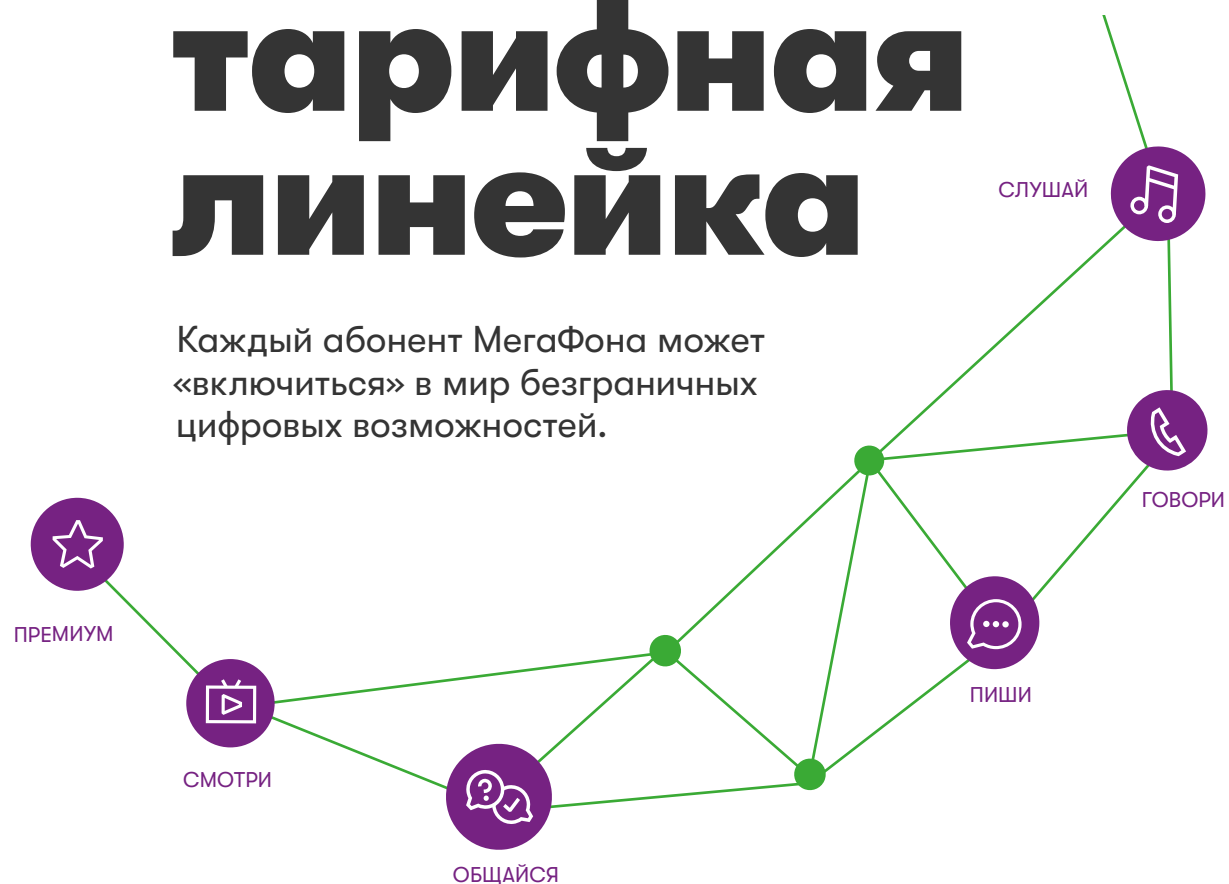 тарифная
линейка
СЛУШАЙ
Каждый абонент МегаФона может
«включиться» в мир безграничных
цифровых возможностей.
ГОВОРИ
ПРЕМИУМ
ПИШИ
СМОТРИ
ОБЩАЙСЯ